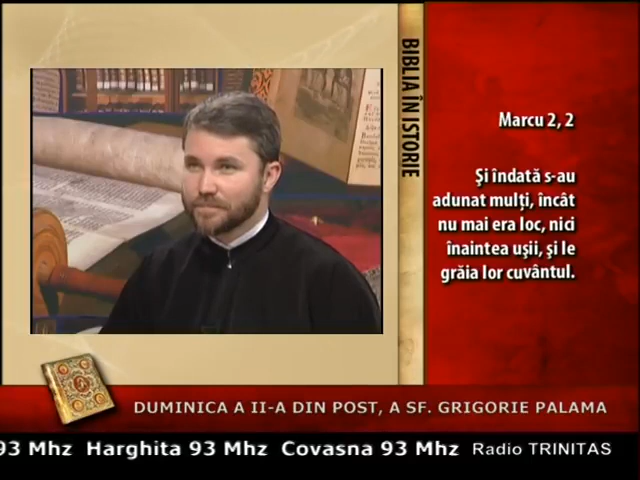 BIBLIA ÎN ISTORIE
Marcu 2, 2
Şi îndată s-au
adunat mulţi, încât
nu mai era loc, nici
înaintea uşii, şi le
grăia lor cuvântul.
DUMINICA A II-A DIN POST, A SF. GRIGORIE PALAMA
93 Mhz Harghita 93 Mhz Covasna 93 Mhz Radio TRINITAS